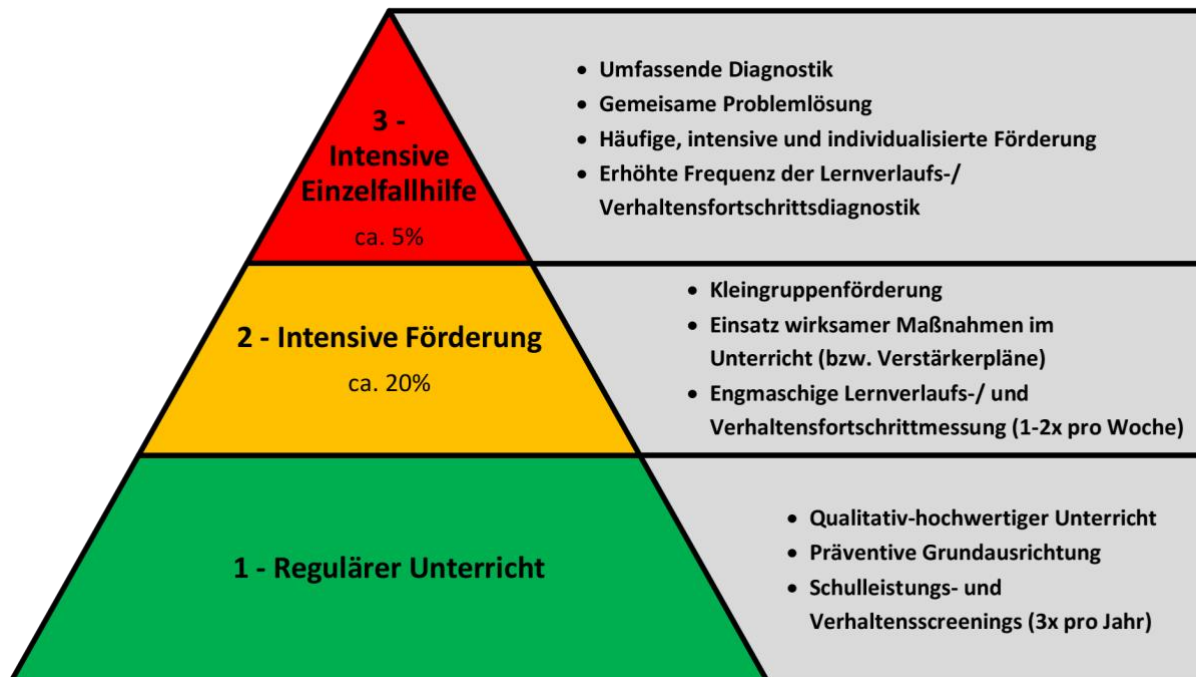 3 -
Intensive
Einzelfallhilfe
ca. 5%
• Umfassende Diagnostik
• Gemeisame Problemlösung
• Häufige, intensive und individualisierte Förderung
• Erhöhte Frequenz der Lernverlaufs-/
Verhaltensfortschrittsdiagnostik
2 - Intensive Förderung
ca. 20%
• Kleingruppenförderung
• Einsatz wirksamer Maßnahmen im
Unterricht (bzw. Verstärkerpläne)
• Engmaschige Lernverlaufs-/ und
Verhaltensfortschrittmessung (1-2x pro Woche)
1 - Regulärer Unterricht
• Qualitativ-hochwertiger Unterricht
• Präventive Grundausrichtung
• Schulleistungs- und
Verhaltensscreenings (3x pro Jahr)